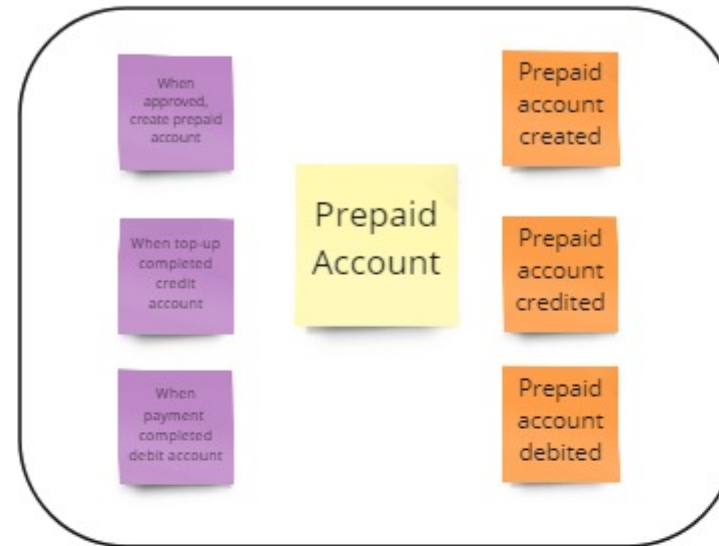 When
approved,
create prepaid
account
Prepaid
account
created
Prepaid
Account
When top-up
completed
credit
account
Prepaid
account
credited
When
payment
completed
debit account
Prepaid
account
debited